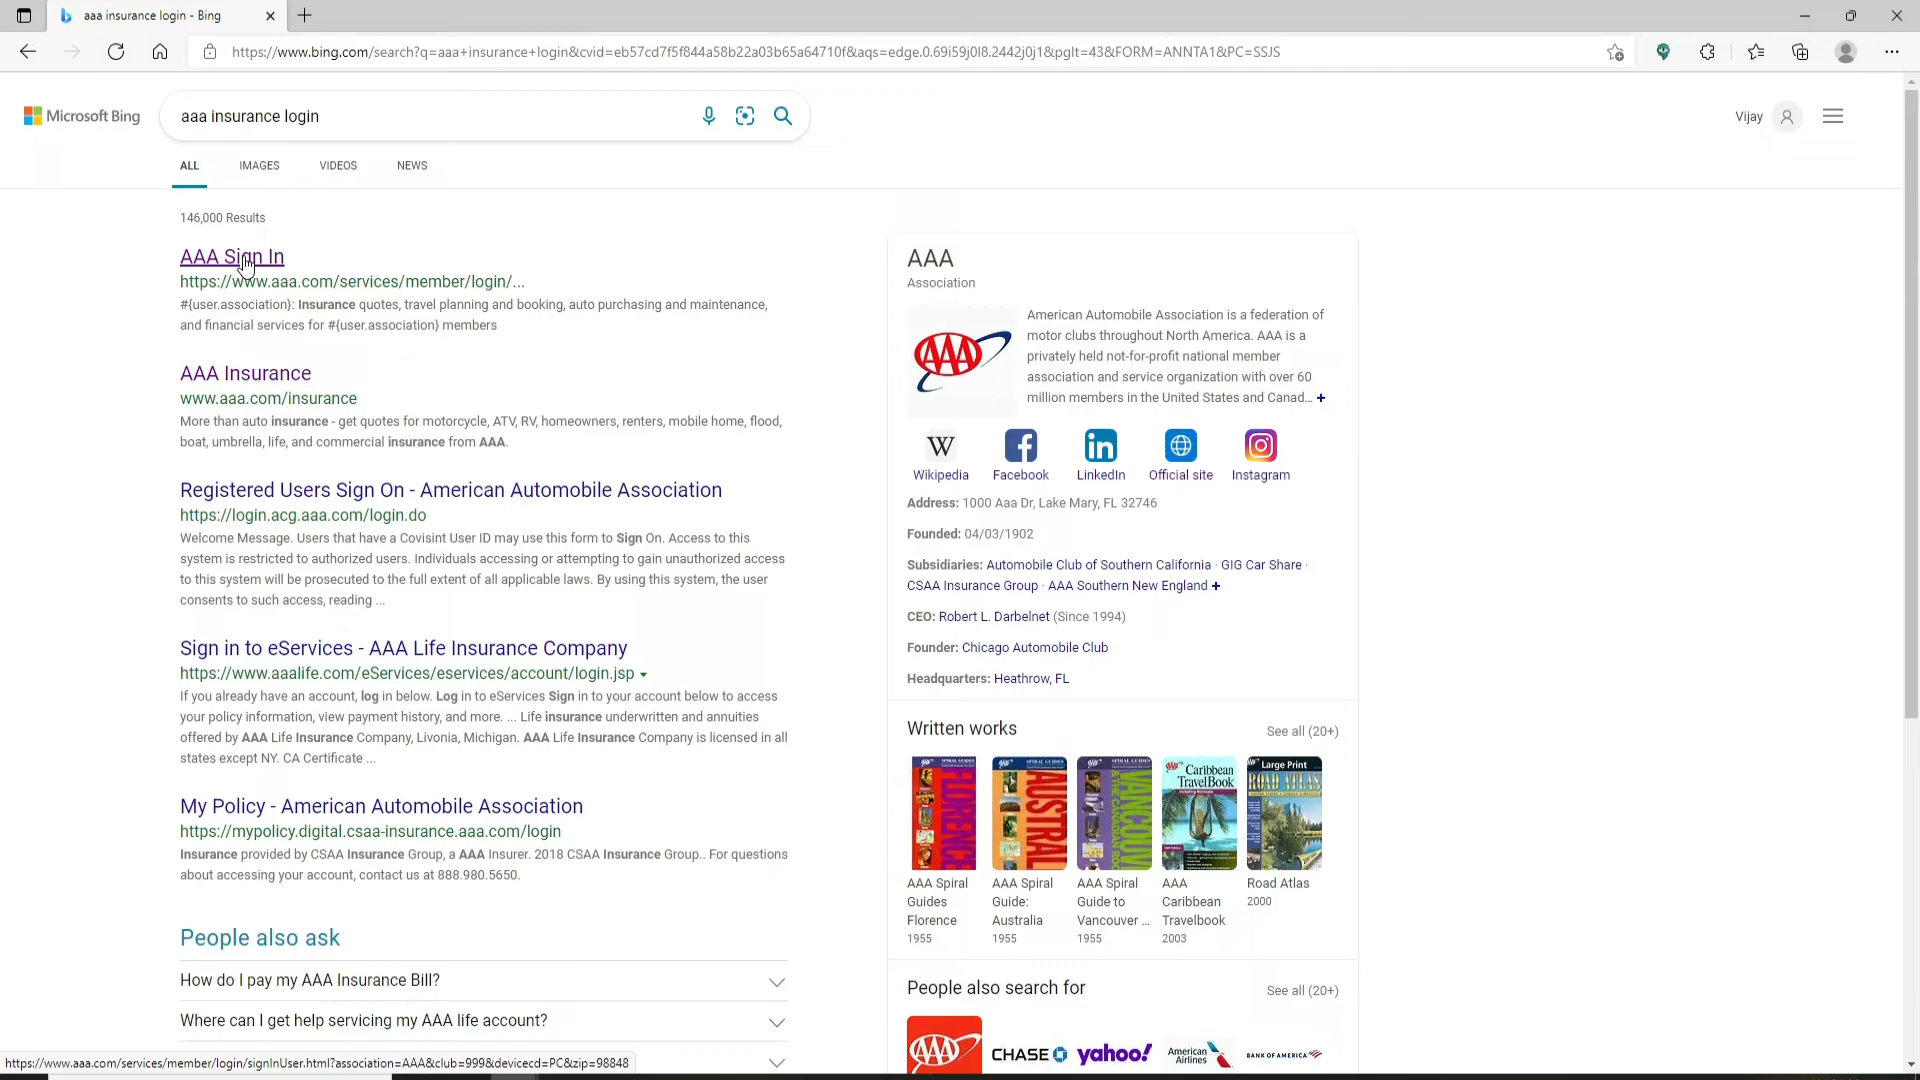 aaa insurance login - Bing
https://www.bing.com/search?q=aaa+insurance+login&cvid=eb57cd7f5f844a58b22a03b65a64710f&aqs=edge.0.69i59j0l8.2442j0j1&pglt=43&FORM=ANNTA1&PC=SSJS
Microsoft Bing
aaa insurance login
Vijay
ALL IMAGES VIDEOS NEWS
146,000 Results
AAA Sign In
https://www.aaa.com/services/member/login/...
#{user.association}: Insurance quotes, travel planning and booking, auto purchasing and maintenance,
and financial services for #{user.association} members
AAA Insurance
www.aaa.com/insurance
More than auto insurance - get quotes for motorcycle, ATV, RV, homeowners, renters, mobile home, flood,
boat, umbrella, life, and commercial insurance from AAA.
Registered Users Sign On - American Automobile Association
https://login.acg.aaa.com/login.do
Welcome Message. Users that have a Covisint User ID may use this form to Sign On. Access to this
system is restricted to authorized users. Individuals accessing or attempting to gain unauthorized access
to this system will be prosecuted to the full extent of all applicable laws. By using this system, the user
consents to such access, reading ...
Sign in to eServices - AAA Life Insurance Company
https://www.aaalife.com/eServices/eservices/account/login.jsp
If you already have an account, log in below. Log in to eServices Sign in to your account below to access
your policy information, view payment history, and more. ... Life insurance underwritten and annuities
offered by AAA Life Insurance Company, Livonia, Michigan. AAA Life Insurance Company is licensed in all
states except NY. CA Certificate ...
My Policy - American Automobile Association
https://mypolicy.digital.csaa-insurance.aaa.com/login
Insurance provided by CSAA Insurance Group, a AAA Insurer. 2018 CSAA Insurance Group.. For questions
about accessing your account, contact us at 888.980.5650.
People also ask
How do I pay my AAA Insurance Bill?
Where can I get help servicing my AAA life account?
https://www.aaa.com/services/member/login/signInUser.html?association=AAA&club=999&devicecd=PC&zip=98848
AAA
Association
AAA
American Automobile Association is a federation of
motor clubs throughout North America. AAA is a
privately held not-for-profit national member
association and service organization with over 60
million members in the United States and Canad... +
W
Wikipedia Facebook LinkedIn Official site Instagram
Address: 1000 Aaa Dr, Lake Mary, FL 32746
Founded: 04/03/1902
Subsidiaries: Automobile Club of Southern California · GIG Car Share ·
CSAA Insurance Group · AAA Southern New England +
CEO: Robert L. Darbelnet (Since 1994)
Founder: Chicago Automobile Club
Headquarters: Heathrow, FL
Written works
See all (20+)
SPIRAL GUIDES
FLORENCE
SPIRAL GUIDES
AUSTRAL
SPIRAL GUIDES
VANCOUV
Caribbean
TravelBook
Large Print
ROAD ATLAS
AAA Spiral
Guides
Florence
1955
AAA Spiral
Guide:
Australia
1955
AAA Spiral
Guide to
Vancouver ...
1955
AAA
Caribbean
Travelbook
2003
Road Atlas
2000
People also search for
See all (20+)
AAA
CHASE
yahoo!
American
Airlines
BANK OF AMERICA